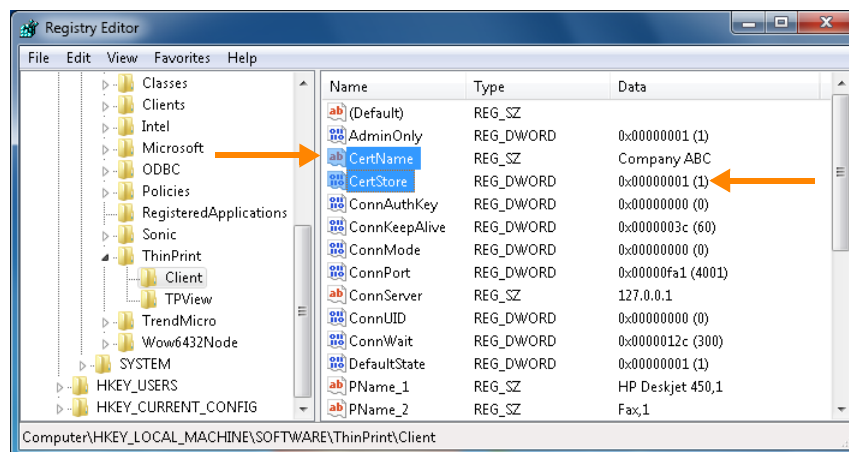 Registry Editor
File Edit View Favorites Help
Classes
Clients
Intel
Microsoft
ODBC
Policies
RegisteredApplications
Sonic
ThinPrint
Client
TPView
TrendMicro
Wow6432Node
SYSTEM
HKEY_USERS
HKEY_CURRENT_CONFIG
Name Type Data
(Default) REG_SZ
AdminOnly REG_DWORD 0x00000001 (1)
CertName REG_SZ Company ABC
CertStore REG_DWORD 0x00000001 (1)
ConnAuthKey REG_DWORD 0x00000000 (0)
ConnKeepAlive REG_DWORD 0x0000003c (60)
ConnMode REG_DWORD 0x00000000 (0)
ConnPort REG_DWORD 0x00000fa1 (4001)
ConnServer REG_SZ 127.0.0.1
ConnUID REG_DWORD 0x00000000 (0)
ConnWait REG_DWORD 0x0000012c (300)
DefaultState REG_DWORD 0x00000001 (1)
PName_1 REG_SZ HP Deskjet 450,1
PName_2 REG_SZ Fax,1
Computer\HKEY_LOCAL_MACHINE\SOFTWARE\ThinPrint\Client